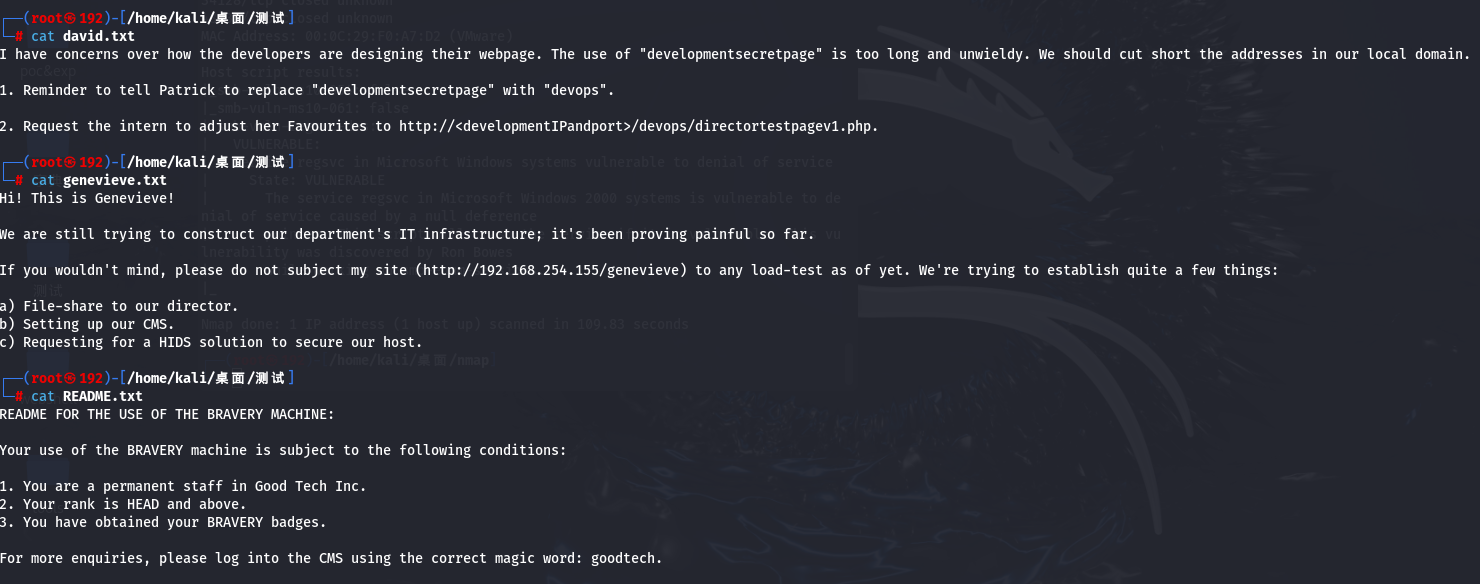 ┌──(root㉿192)-[/home/kali/桌面/测试]
└─# cat david.txt
I have concerns over how the developers are designing their webpage. The use of "developmentsecretpage" is too long and unwieldy. We should cut short the addresses in our local domain.
1. Reminder to tell Patrick to replace "developmentsecretpage" with "devops".
2. Request the intern to adjust her Favourites to http://<developmentIPandport>/devops/directortestpagev1.php.
┌──(root㉿192)-[/home/kali/桌面/测试]
└─# cat genevieve.txt
Hi! This is Genevieve!
We are still trying to construct our department's IT infrastructure; it's been proving painful so far.
If you wouldn't mind, please do not subject my site (http://192.168.254.155/genevieve) to any load-test as of yet. We're trying to establish quite a few things:
a) File-share to our director.
b) Setting up our CMS.
c) Requesting for a HIDS solution to secure our host.
┌──(root㉿192)-[/home/kali/桌面/测试]
└─# cat README.txt
README FOR THE USE OF THE BRAVERY MACHINE:
Your use of the BRAVERY machine is subject to the following conditions:
1. You are a permanent staff in Good Tech Inc.
2. Your rank is HEAD and above.
3. You have obtained your BRAVERY badges.
For more enquiries, please log into the CMS using the correct magic word: goodtech.